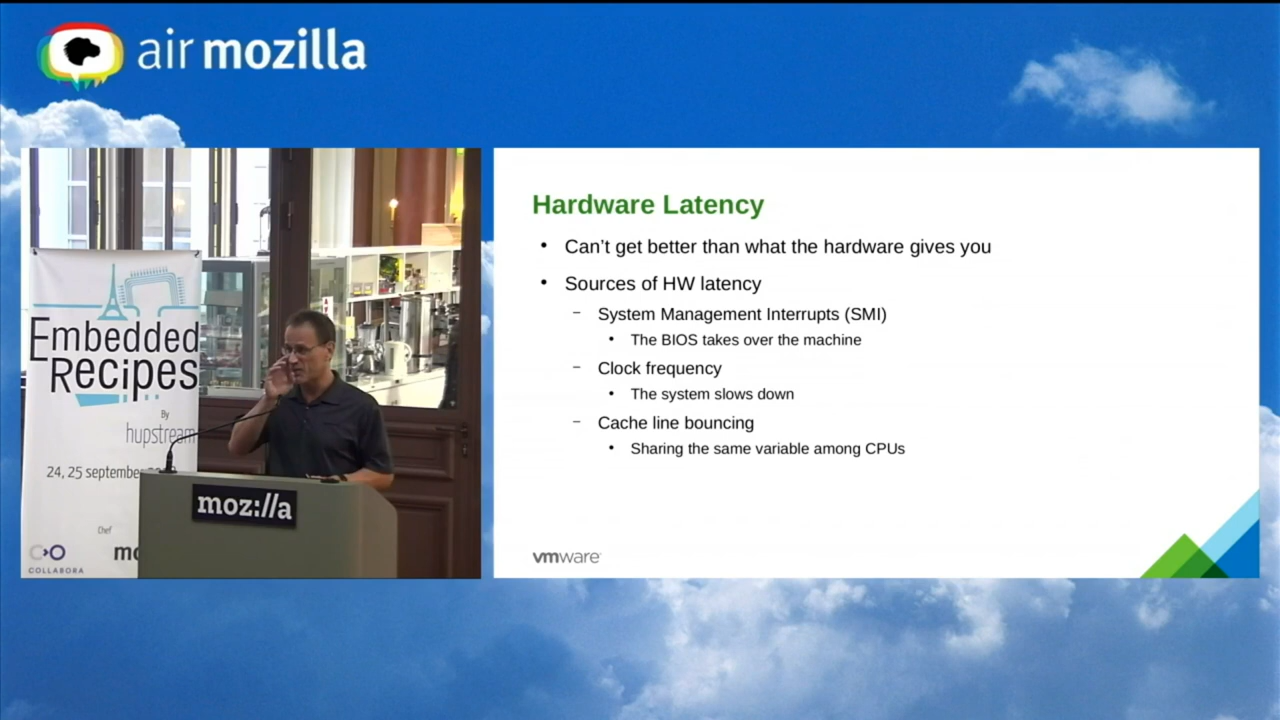 air mozilla
Embedded
Recipes
By
hupstream
24, 25 september
Chef
COLLABORA
moz://a
Hardware Latency
• Can't get better than what the hardware gives you
• Sources of HW latency
– System Management Interrupts (SMI)
• The BIOS takes over the machine
– Clock frequency
• The system slows down
– Cache line bouncing
• Sharing the same variable among CPUs
vmware